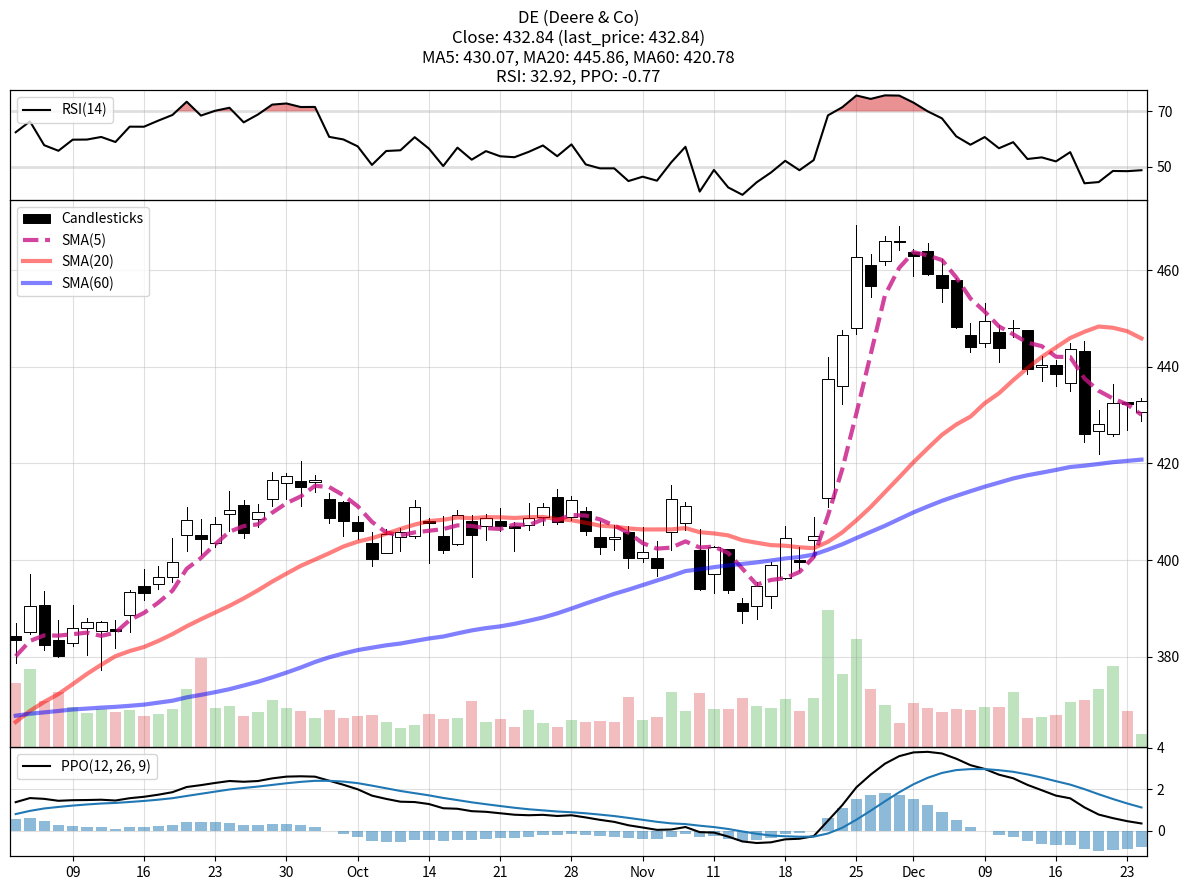 DE (Deere & Co)
Close: 432.84 (last_price: 432.84)
MA5: 430.07, MA20: 445.86, MA60: 420.78
RSI: 32.92, PPO: -0.77
RSI(14)
70
50
Candlesticks
SMA(5)
SMA(20)
SMA(60)
460
440
420
400
380
PPO(12, 26, 9)
4
2
0
09 16 23 30 Oct 14 21 28 Nov 11 18 25 Dec 09 16 23